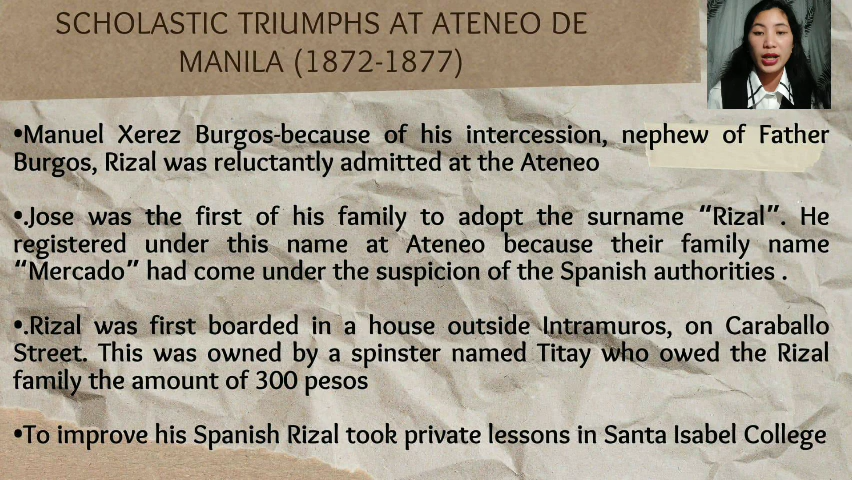 SCHOLASTIC TRIUMPHS AT ATENEO DE
MANILA (1872-1877)
•Manuel Xerez Burgos-because of his intercession, nephew of Father
Burgos, Rizal was reluctantly admitted at the Ateneo
•.Jose was the first of his family to adopt the surname “Rizal”. He
registered under this name at Ateneo because their family name
“Mercado” had come under the suspicion of the Spanish authorities .
•.Rizal was first boarded in a house outside Intramuros, on Caraballo
Street. This was owned by a spinster named Titay who owed the Rizal
family the amount of 300 pesos
•To improve his Spanish Rizal took private lessons in Santa Isabel College